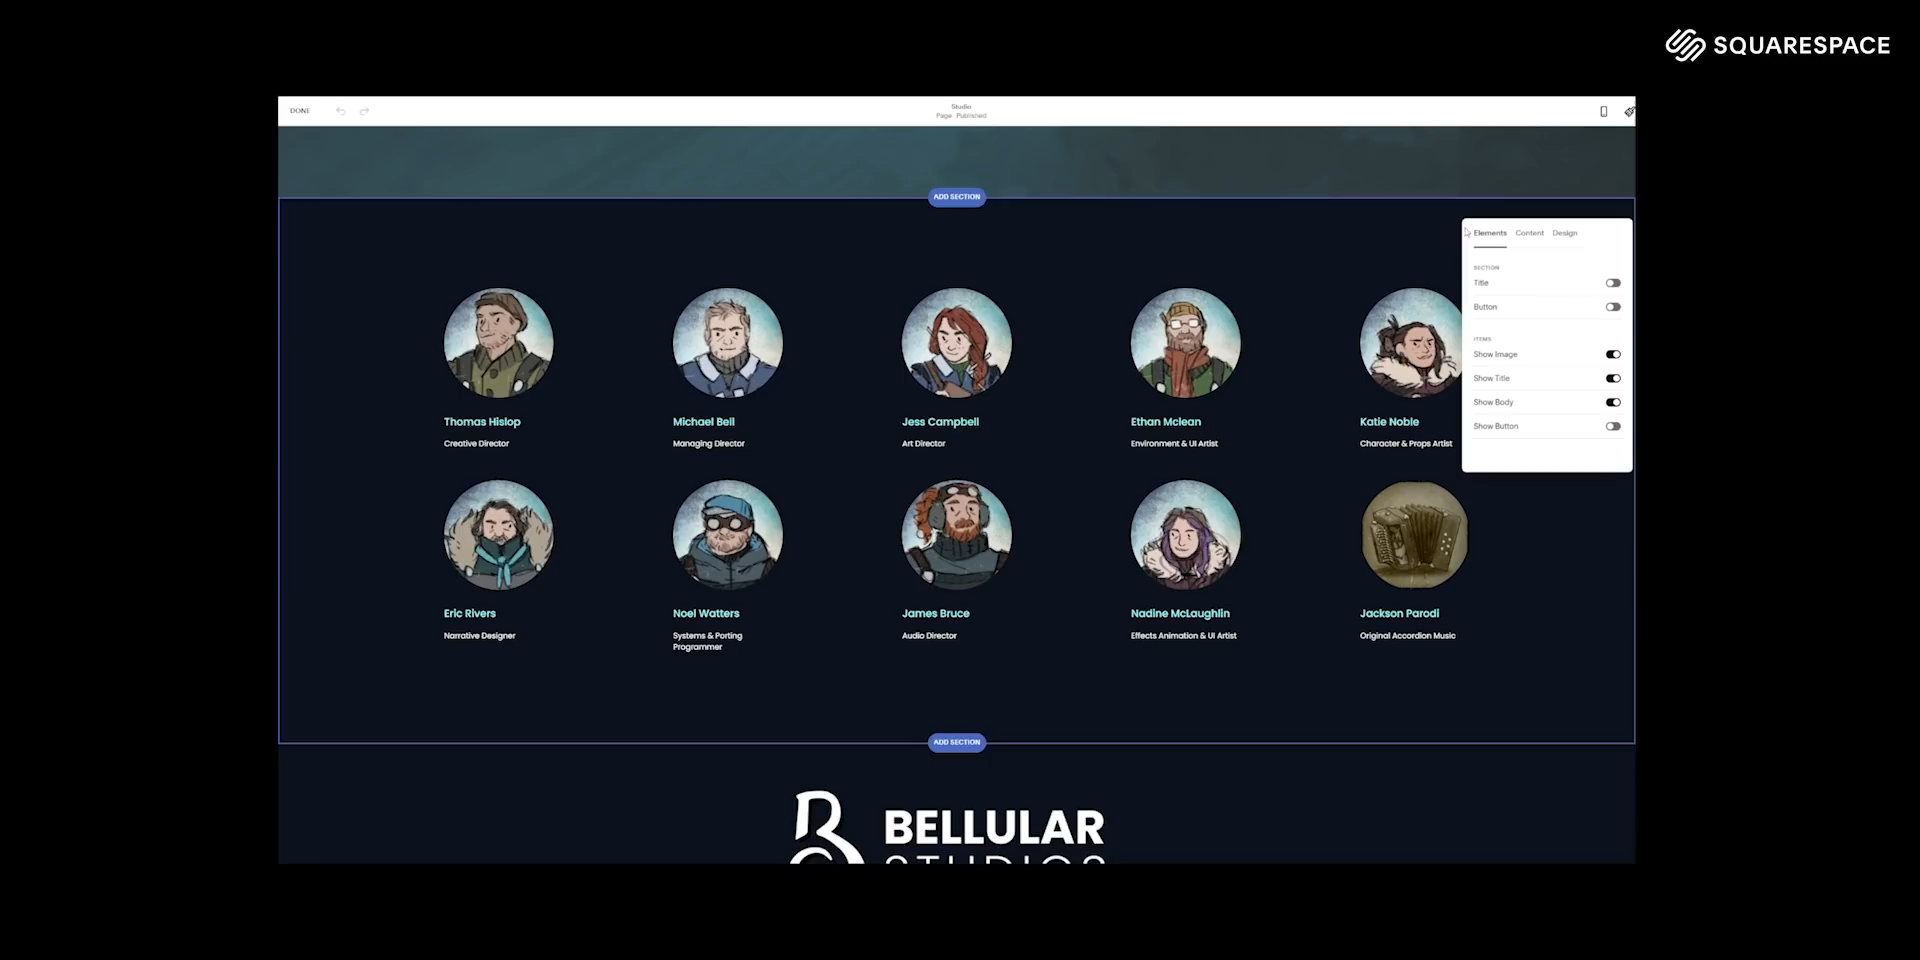 SQUARESPACE
DONE
Studio
Page Published
ADD SECTION
Elements Content Design
SECTION
Title
Button
ITEMS
Show Image
Show Title
Show Body
Show Button
Thomas Hislop
Creative Director
Michael Bell
Managing Director
Jess Campbell
Art Director
Ethan Mclean
Environment & UI Artist
Katie Noble
Character & Props Artist
Eric Rivers
Narrative Designer
Noel Watters
Systems & Porting
Programmer
James Bruce
Audio Director
Nadine McLaughlin
Effects Animation & UI Artist
Jackson Parodi
Original Accordion Music
ADD SECTION
BELLULAR
STUDIOS